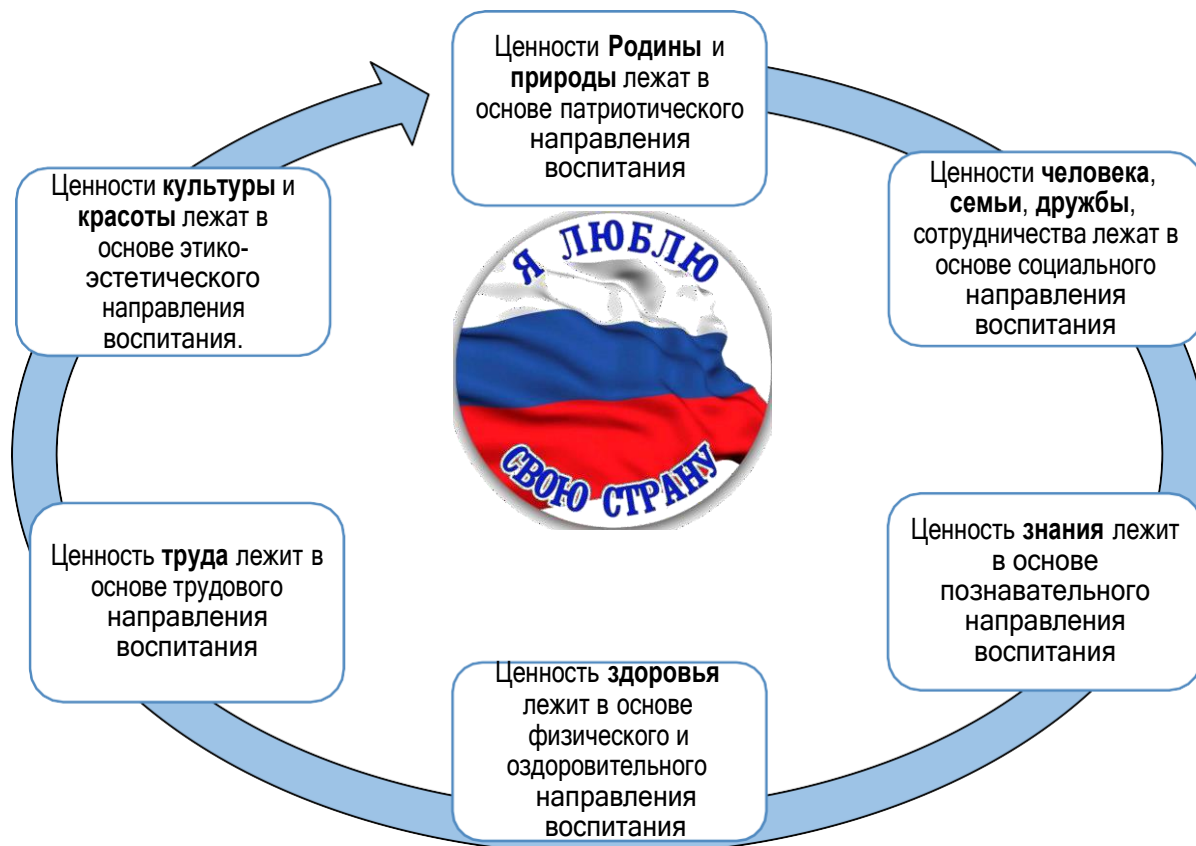 Ценности Родины и
природы лежат в
основе патриотического
направления
воспитания
Ценности человека,
семьи, дружбы,
сотрудничества лежат в
основе социального
направления
воспитания
Ценность знания лежит
в основе
познавательного
направления
воспитания
Ценность здоровья
лежит в основе
физического и
оздоровительного
направления
воспитания
Ценность труда лежит в
основе трудового
направления
воспитания
Ценности культуры и
красоты лежат в
основе этико-
эстетического
направления
воспитания.
Я ЛЮБЛЮ
СВОЮ СТРАНУ